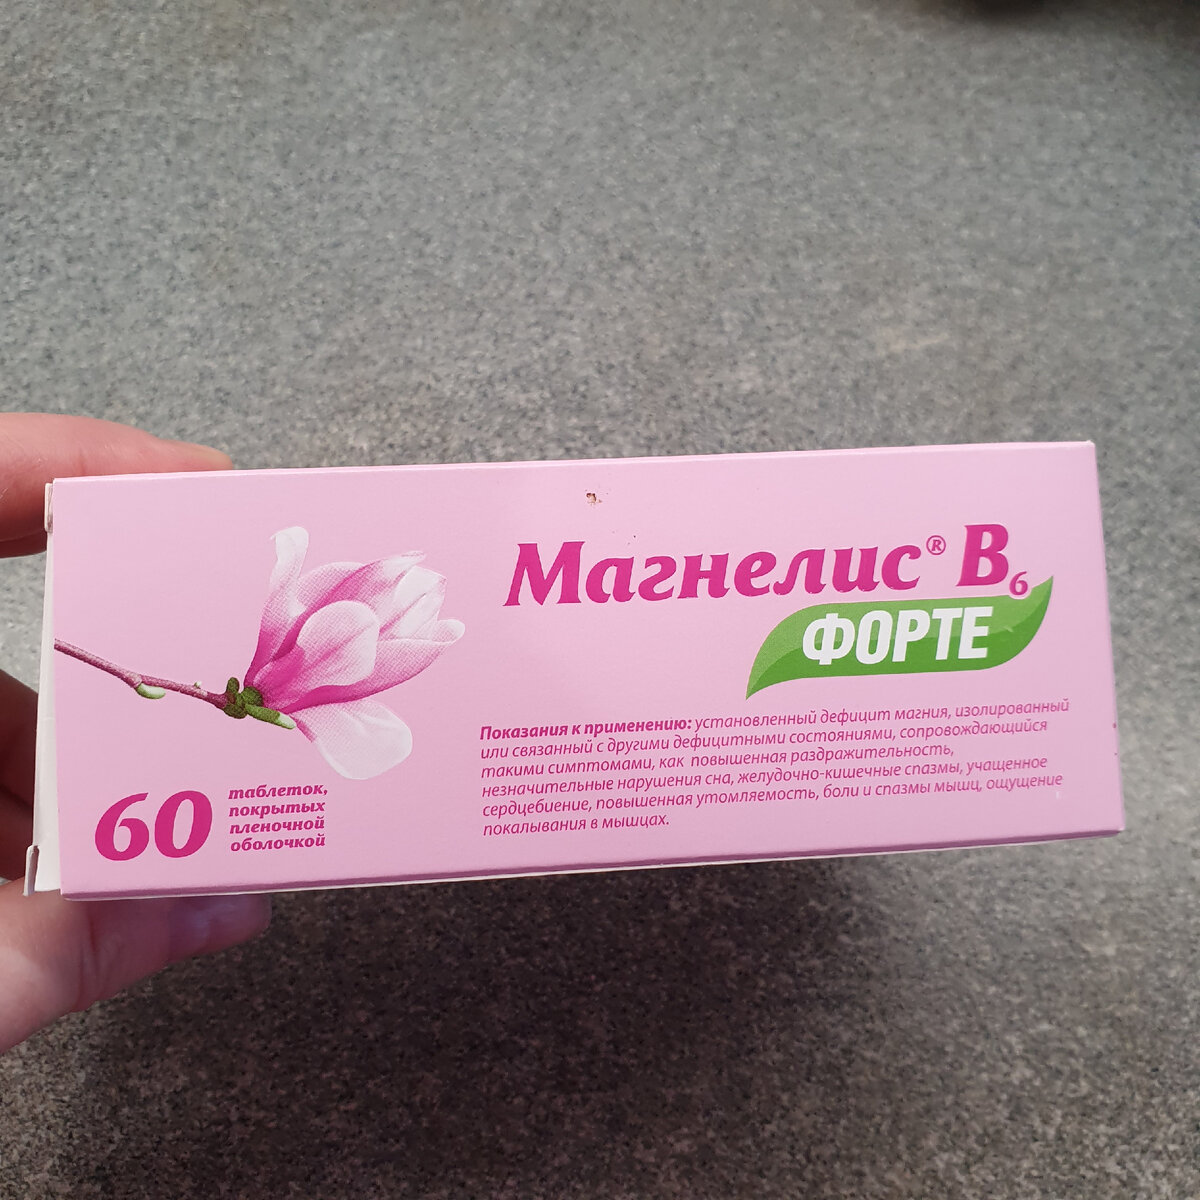 Магнелис® B6
ФОРТЕ
Показания к применению: установленный дефицит магния, изолированный
или связанный с другими дефицитными состояниями, сопровождающийся
такими симптомами, как повышенная раздражительность,
незначительные нарушения сна, желудочно-кишечные спазмы, учащенное
сердцебиение, повышенная утомляемость, боли и спазмы мышц, ощущение
покалывания в мышцах.
60
таблеток,
покрытых
пленочной
оболочкой